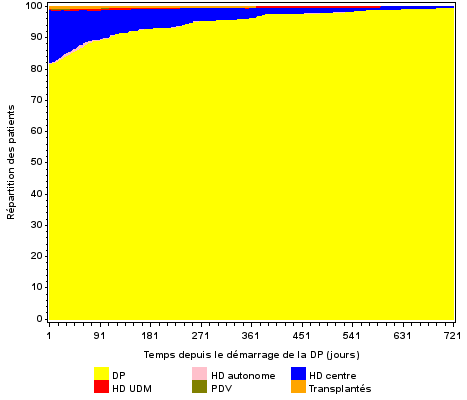 100
90
80
70
60
50
40
30
20
10
0
Répartition des patients
1 91 181 271 361 451 541 631 721
Temps depuis le démarrage de la DP (jours)
DP HD autonome HD centre
HD UDM PDV Transplantés